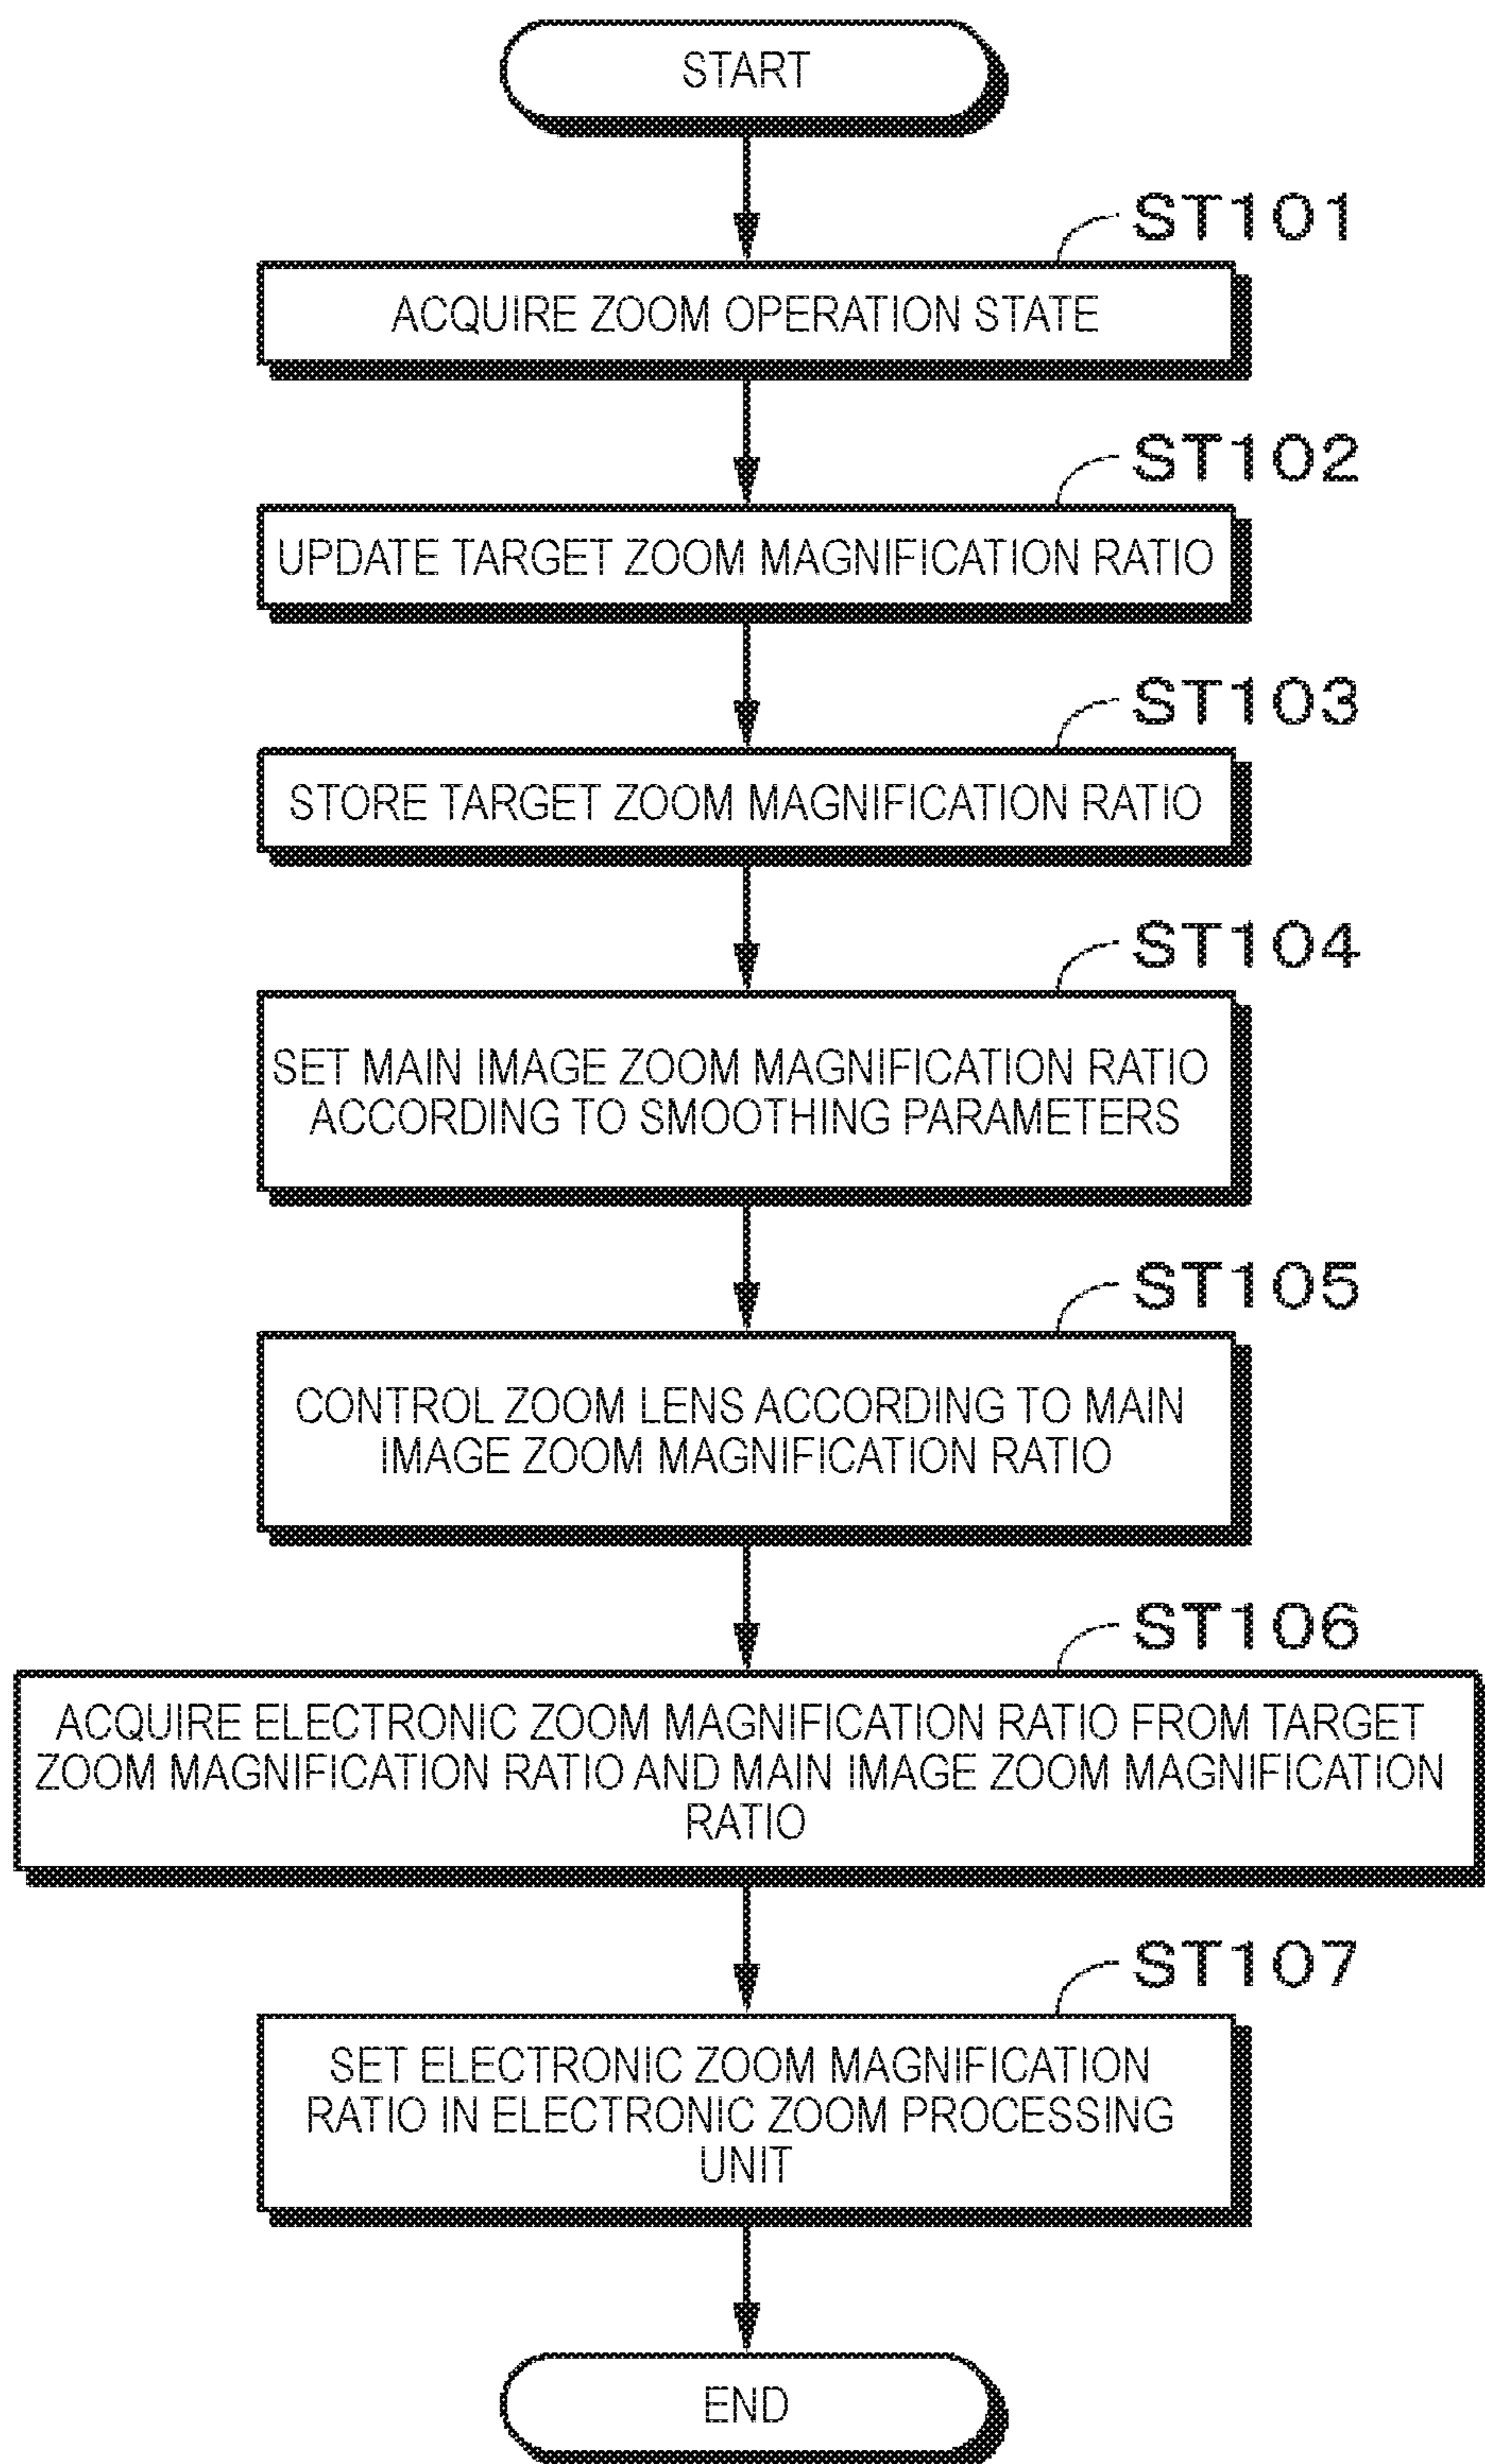 START
ST101
ACQUIRE ZOOM OPERATION STATE
ST102
UPDATE TARGET ZOOM MAGNIFICATION RATIO
ST103
STORE TARGET ZOOM MAGNIFICATION RATIO
ST104
SET MAIN IMAGE ZOOM MAGNIFICATION RATIO
ACCORDING TO SMOOTHING PARAMETERS
ST105
CONTROL ZOOM LENS ACCORDING TO MAIN
IMAGE ZOOM MAGNIFICATION RATIO
ST106
ACQUIRE ELECTRONIC ZOOM MAGNIFICATION RATIO FROM TARGET
ZOOM MAGNIFICATION RATIO AND MAIN IMAGE ZOOM MAGNIFICATION
RATIO
ST107
SET ELECTRONIC ZOOM MAGNIFICATION
RATIO IN ELECTRONIC ZOOM PROCESSING
UNIT
END